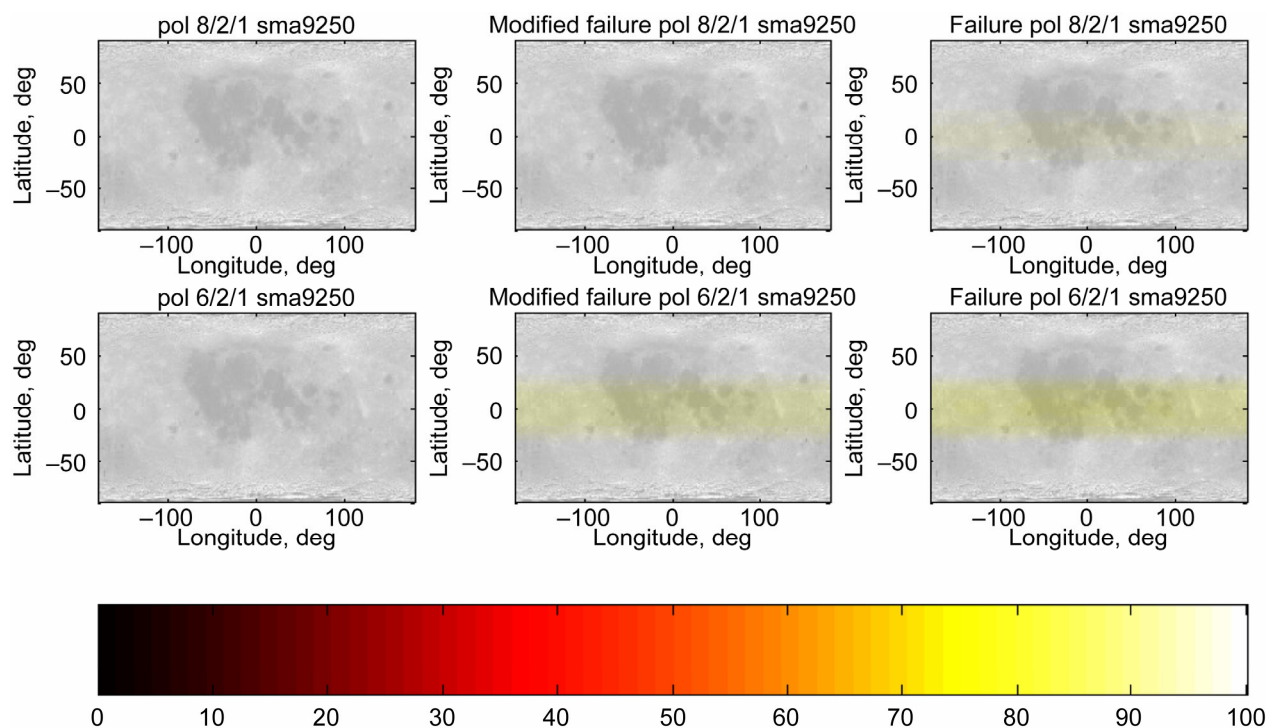 pol 8/2/1 sma9250
Modified failure pol 8/2/1 sma9250
Failure pol 8/2/1 sma9250
Latitude, deg
50
0
–50
Latitude, deg
50
0
–50
Latitude, deg
50
0
–50
–100 0 100
Longitude, deg
–100 0 100
Longitude, deg
–100 0 100
Longitude, deg
pol 6/2/1 sma9250
Modified failure pol 6/2/1 sma9250
Failure pol 6/2/1 sma9250
Latitude, deg
50
0
–50
Latitude, deg
50
0
–50
Latitude, deg
50
0
–50
–100 0 100
Longitude, deg
–100 0 100
Longitude, deg
–100 0 100
Longitude, deg
0 10 20 30 40 50 60 70 80 90 100